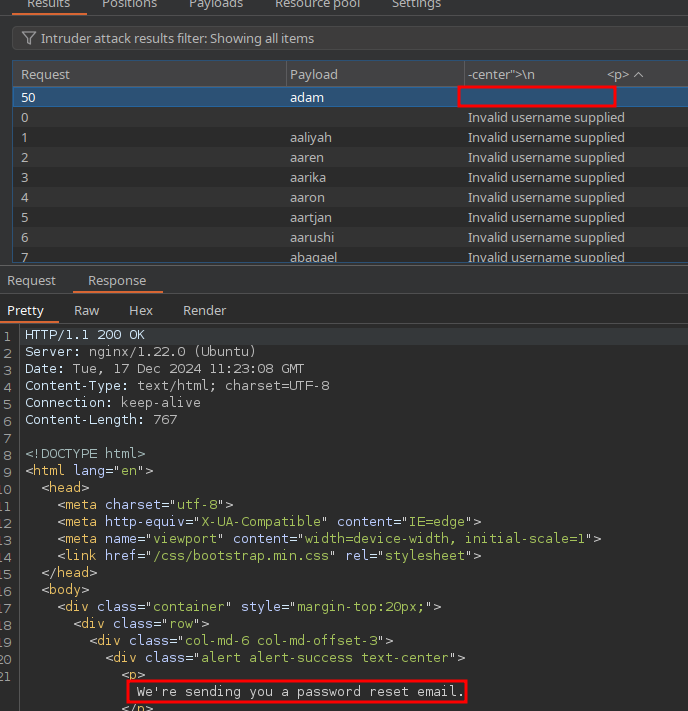 Results Positions Payloads Resource pool Settings
Intruder attack results filter: Showing all items
Request Payload -center">\n <p>
50 adam
0 Invalid username supplied
1 aaliyah Invalid username supplied
2 aaren Invalid username supplied
3 aarika Invalid username supplied
4 aaron Invalid username supplied
5 aartjan Invalid username supplied
6 aarushi Invalid username supplied
7 abagael Invalid username supplied
Request Response
Pretty Raw Hex Render
1 HTTP/1.1 200 OK
2 Server: nginx/1.22.0 (Ubuntu)
3 Date: Tue, 17 Dec 2024 11:23:08 GMT
4 Content-Type: text/html; charset=UTF-8
5 Connection: keep-alive
6 Content-Length: 767
7
8 <!DOCTYPE html>
9 <html lang="en">
10 <head>
11 <meta charset="utf-8">
12 <meta http-equiv="X-UA-Compatible" content="IE=edge">
13 <meta name="viewport" content="width=device-width, initial-scale=1">
14 <link href="/css/bootstrap.min.css" rel="stylesheet">
15 </head>
16 <body>
17 <div class="container" style="margin-top:20px;">
18 <div class="row">
19 <div class="col-md-6 col-md-offset-3">
20 <div class="alert alert-success text-center">
21 <p>
We're sending you a password reset email.
</p>